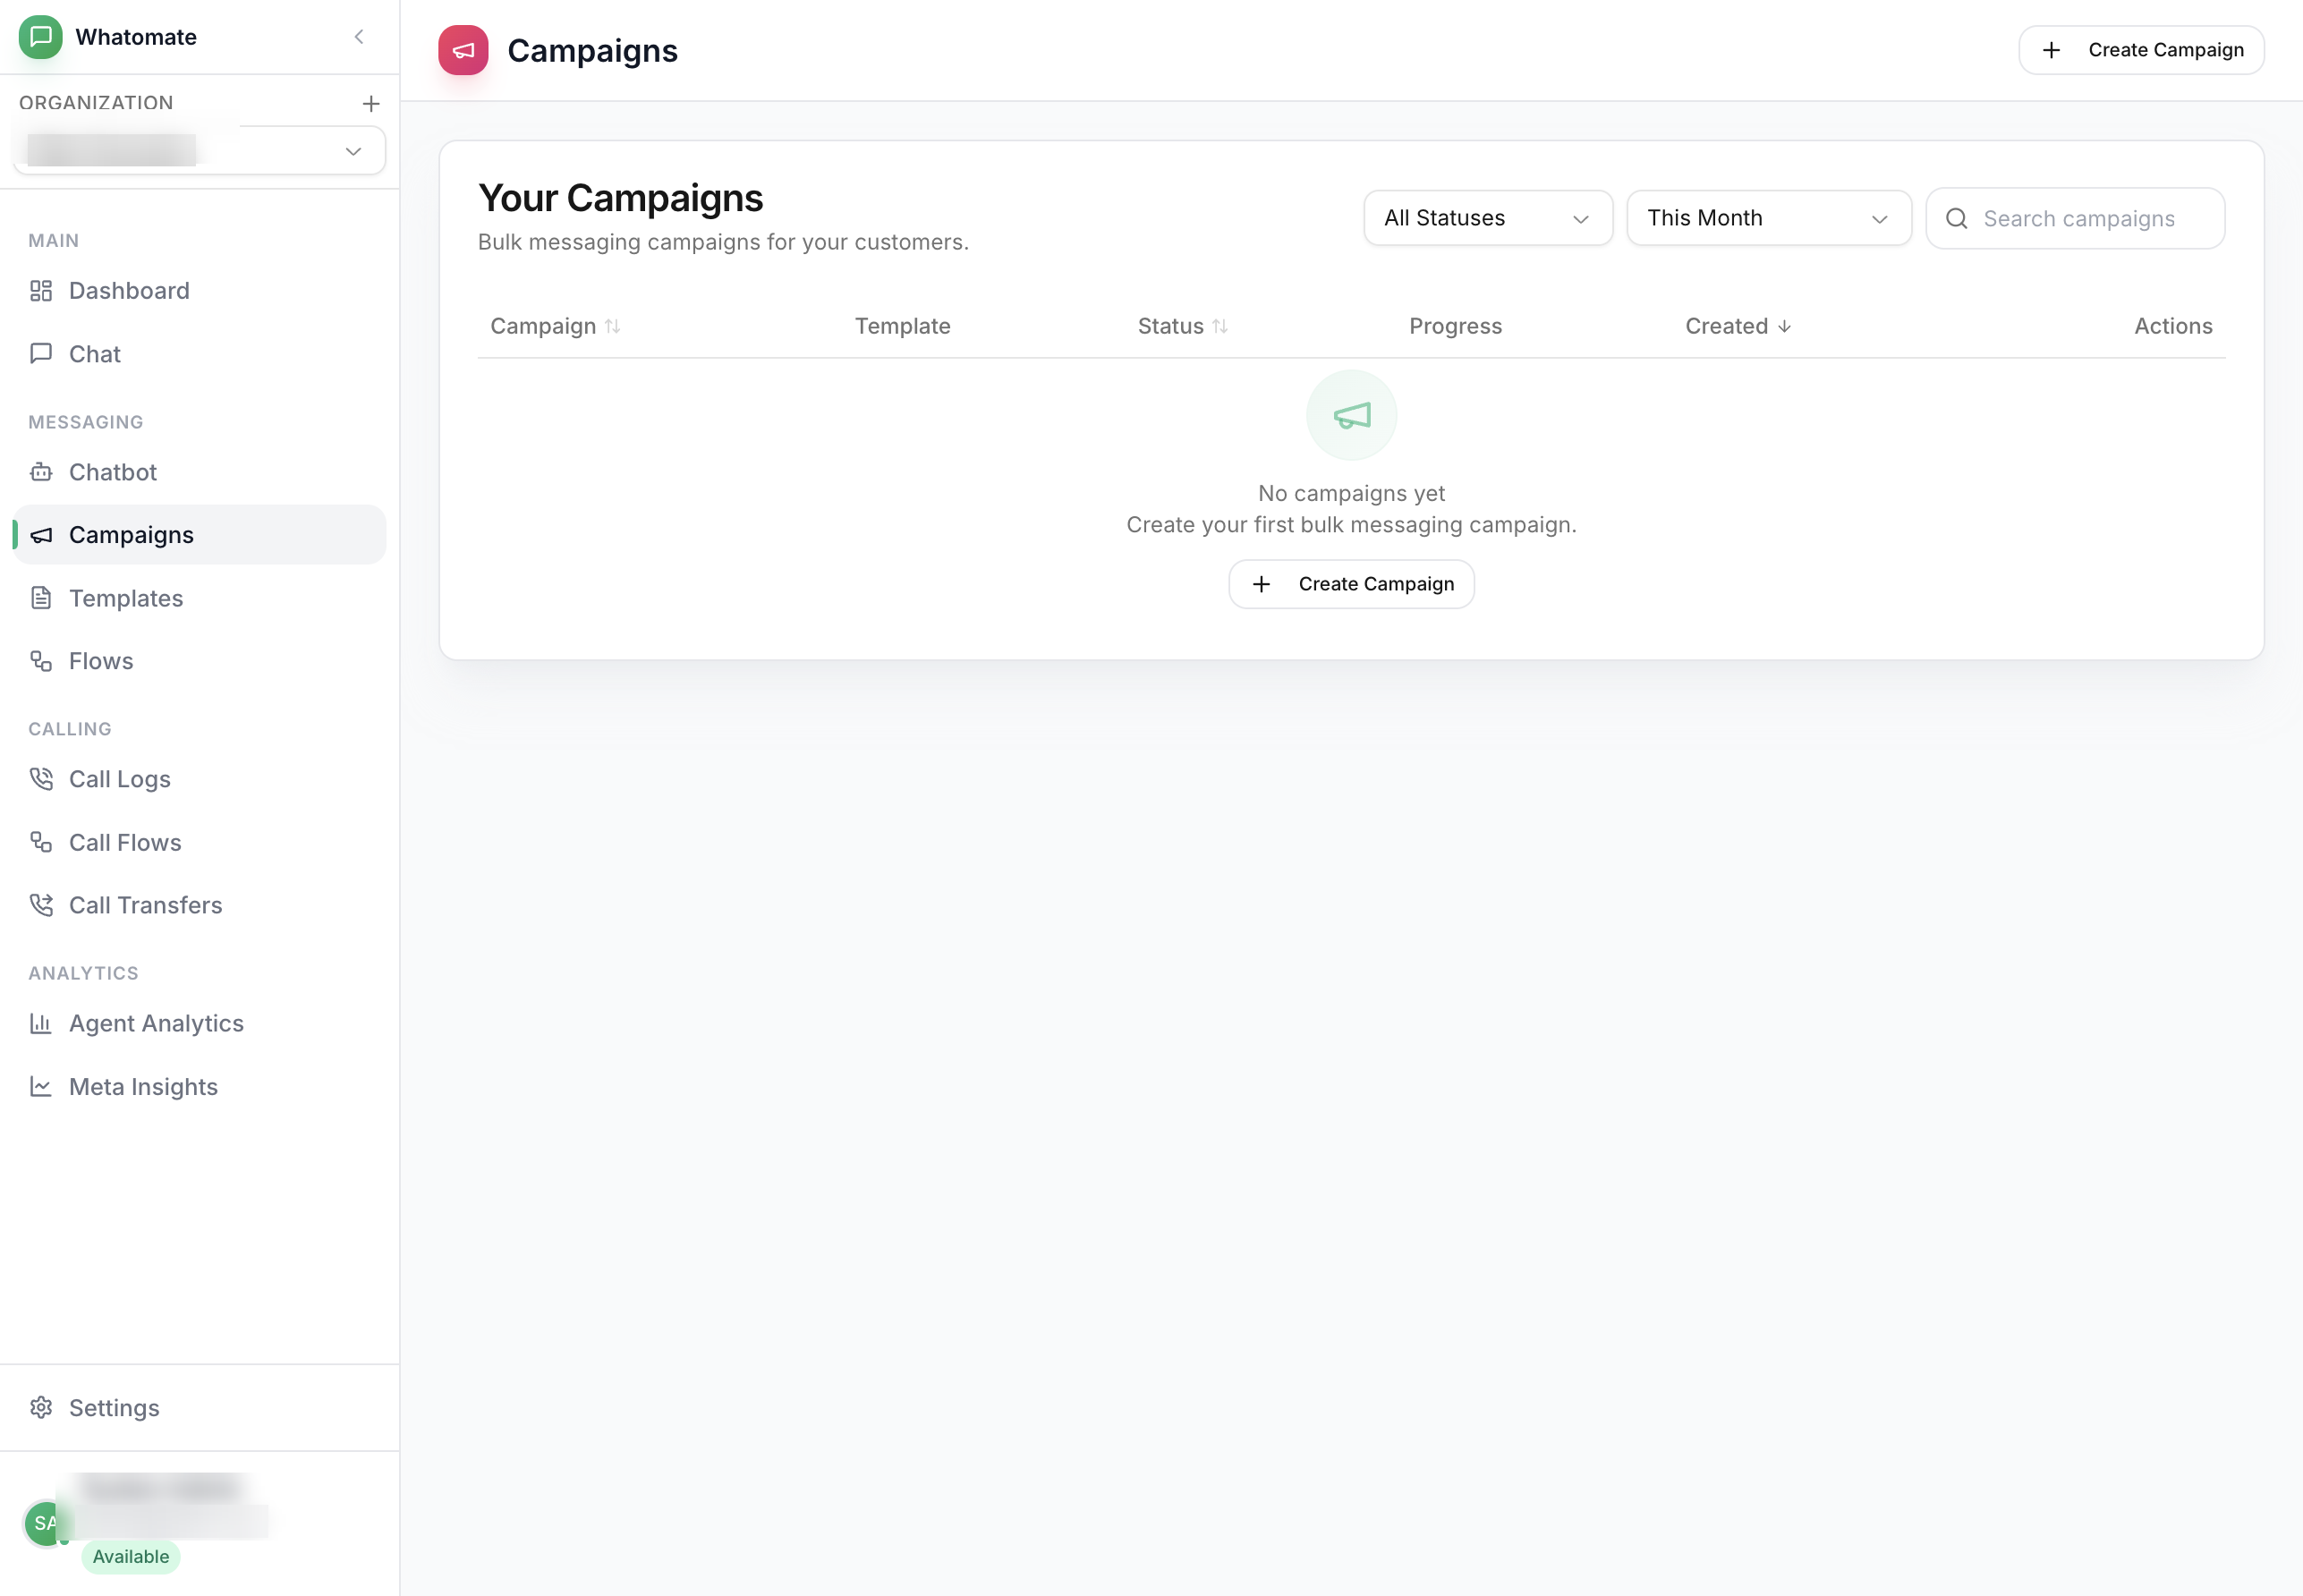 Whatomate
ORGANIZATION
MAIN
Dashboard
Chat
MESSAGING
Chatbot
Campaigns
Templates
Flows
CALLING
Call Logs
Call Flows
Call Transfers
ANALYTICS
Agent Analytics
Meta Insights
Settings
SA
Available
Campaigns
Create Campaign
Your Campaigns
Bulk messaging campaigns for your customers.
All Statuses
This Month
Search campaigns
Campaign Template Status Progress Created Actions
No campaigns yet
Create your first bulk messaging campaign.
Create Campaign